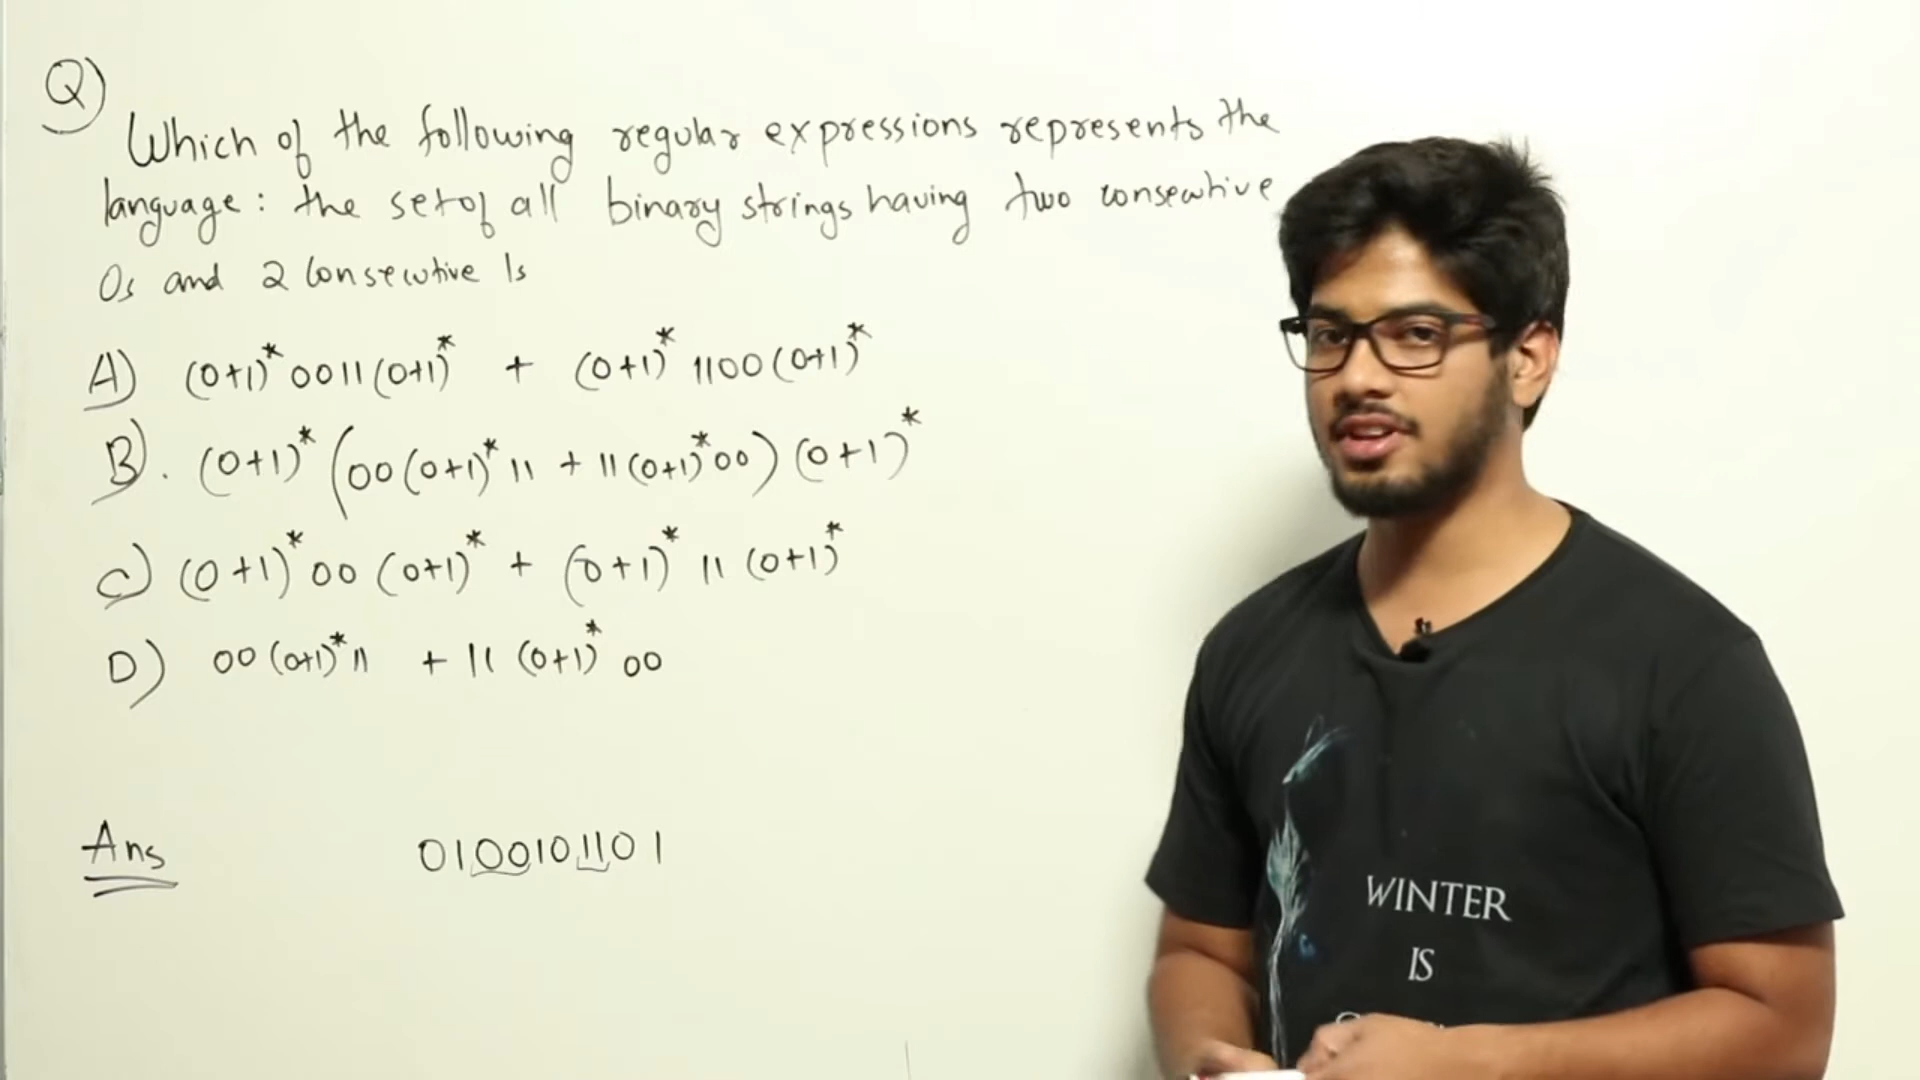 Q)
Which of the following regular expressions represents the
language: the set of all binary strings having two consecutive
0s and 2 consecutive 1s
A) (0+1)*0011(0+1)* + (0+1)*1100(0+1)*
B). (0+1)*(00(0+1)*11 + 11(0+1)*00)(0+1)*
C) (0+1)*00(0+1)* + (0+1)*11(0+1)*
D) 00(0+1)*11 + 11(0+1)*00
Ans 0100101101
WINTER
IS